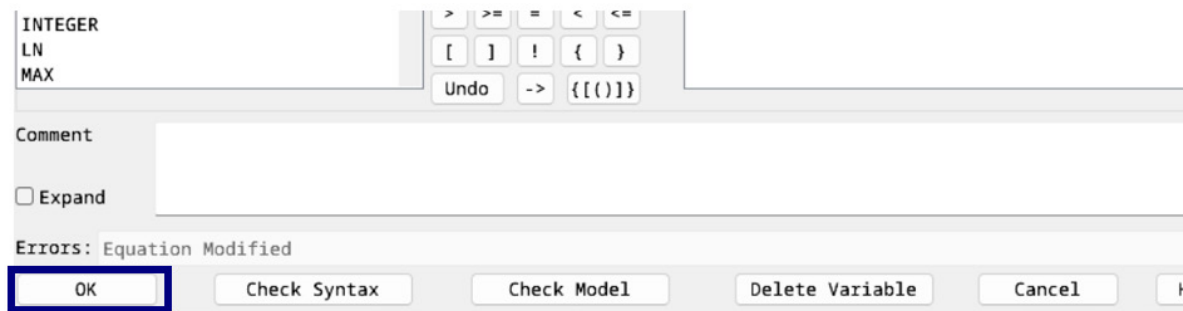 INTEGER
LN
MAX
> >= = < <=
[ ] ! { }
Undo -> {[()]}
Comment
Expand
Errors: Equation Modified
OK Check Syntax Check Model Delete Variable Cancel